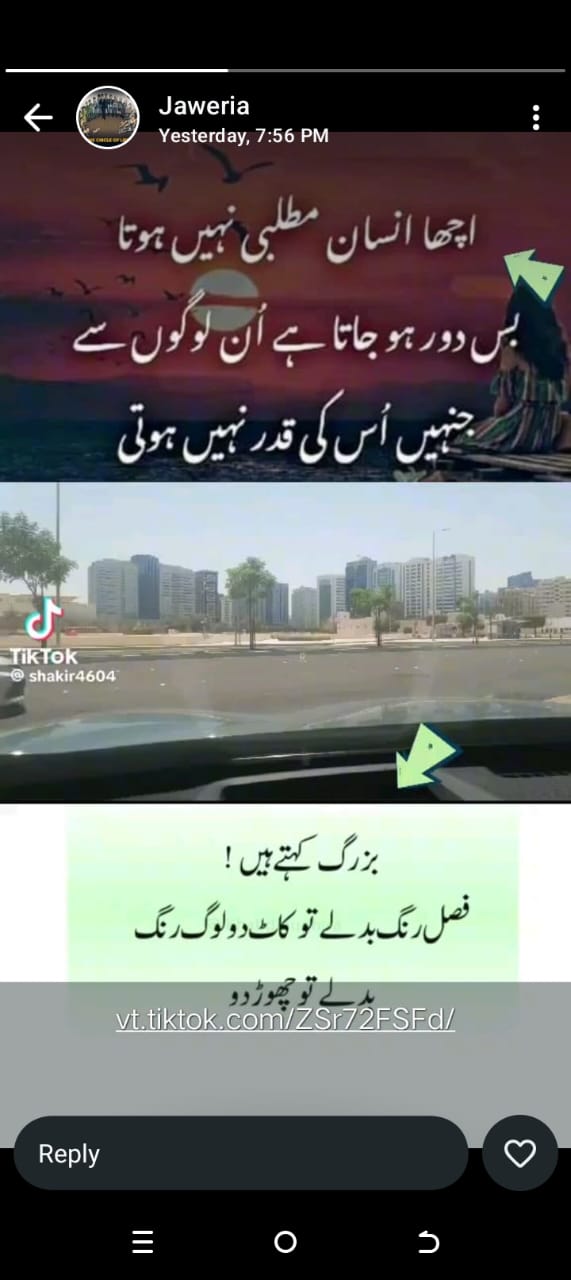 Jaweria
Yesterday, 7:56 PM
اچھا انسان مطلبی نہیں ہوتا
بس دور ہو جاتا ہے اُن لوگوں سے
جنہیں اُس کی قدر نہیں ہوتی
TikTok
@shakir4604
بزرگ کہتے ہیں !
فصل رنگ بدلے تو کاٹ دو لوگ رنگ
بدلے تو چھوڑ دو
vt.tiktok.com/ZSr72FSFd/
Reply